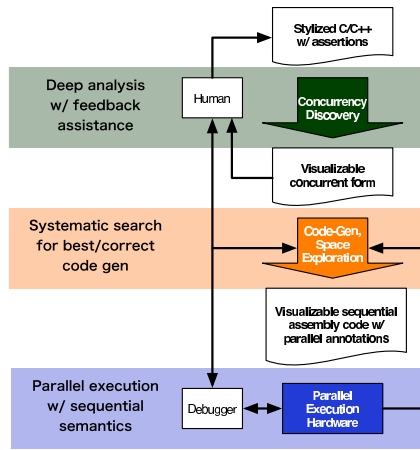 Stylized C/C++
w/ assertions
Deep analysis
w/ feedback
assistance
Human
Concurrency
Discovery
Visualizable
concurrent form
Systematic search
for best/correct
code gen
Code-Gen,
Space
Exploration
Visualizable sequential
assembly code w/
parallel annotations
Parallel execution
w/ sequential
semantics
Debugger
Parallel
Execution
Hardware